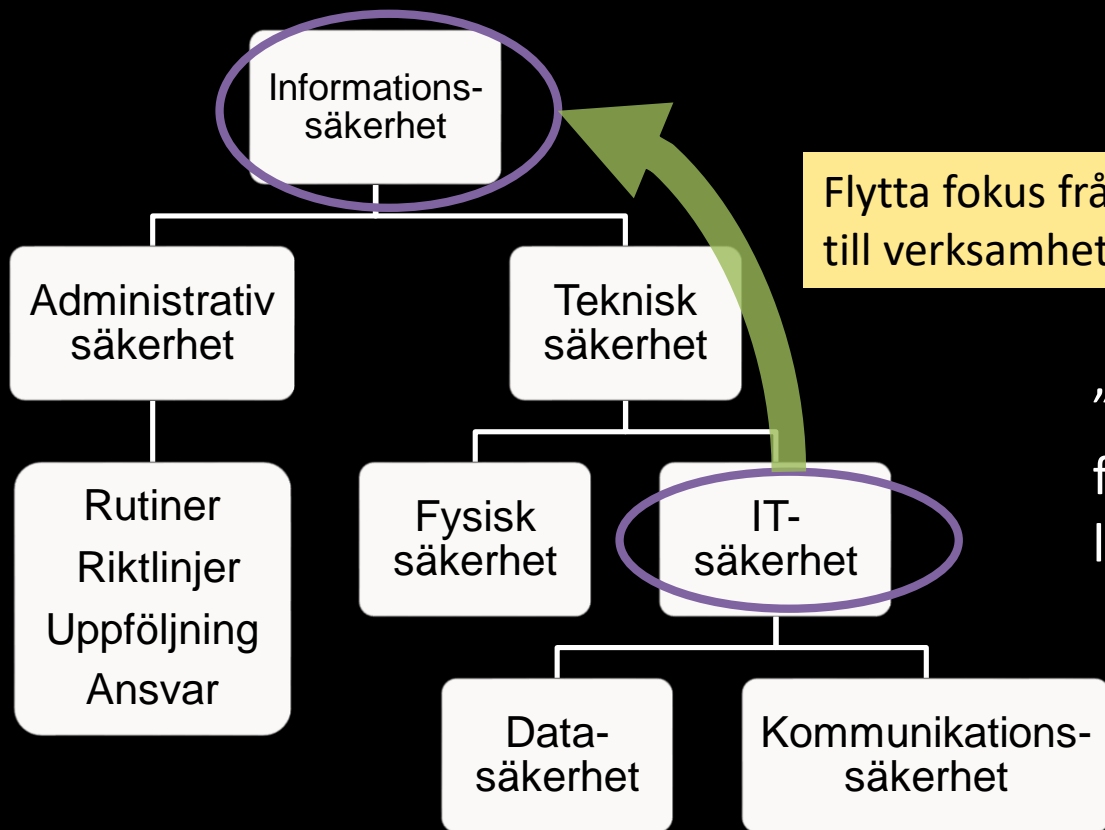 Informations-
säkerhet
Flytta fokus frå
till verksamhet
Administrativ
säkerhet
Teknisk
säkerhet
Rutiner
Riktlinjer
Uppföljning
Ansvar
Fysisk
säkerhet
IT-
säkerhet
Data-
säkerhet
Kommunikations-
säkerhet